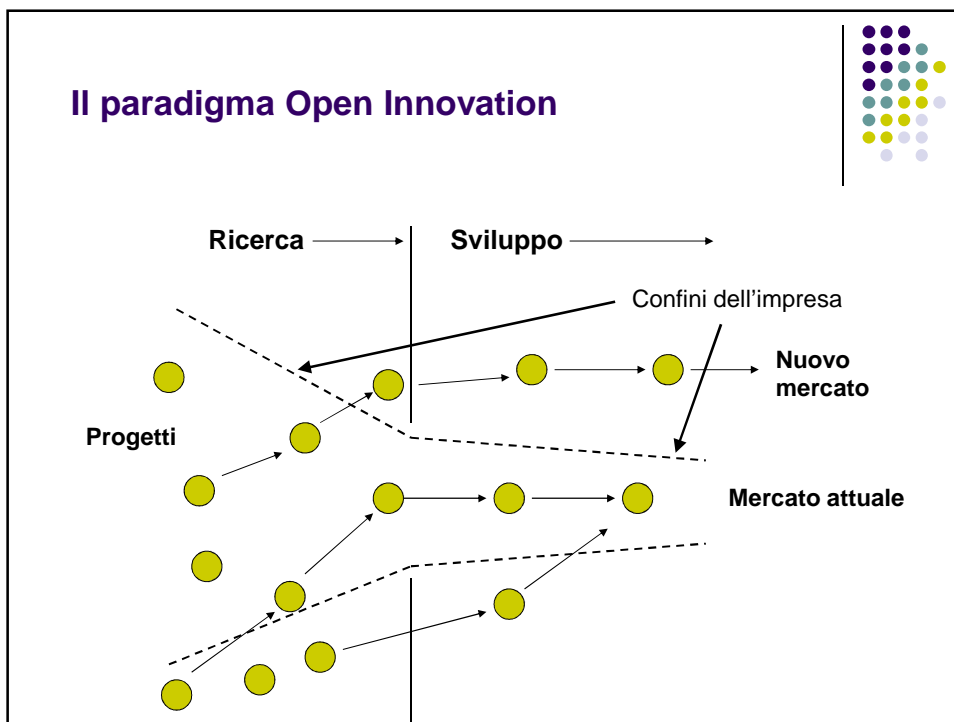 Il paradigma Open Innovation
Ricerca
Sviluppo
Confini dell'impresa
Nuovo
mercato
Progetti
Mercato attuale